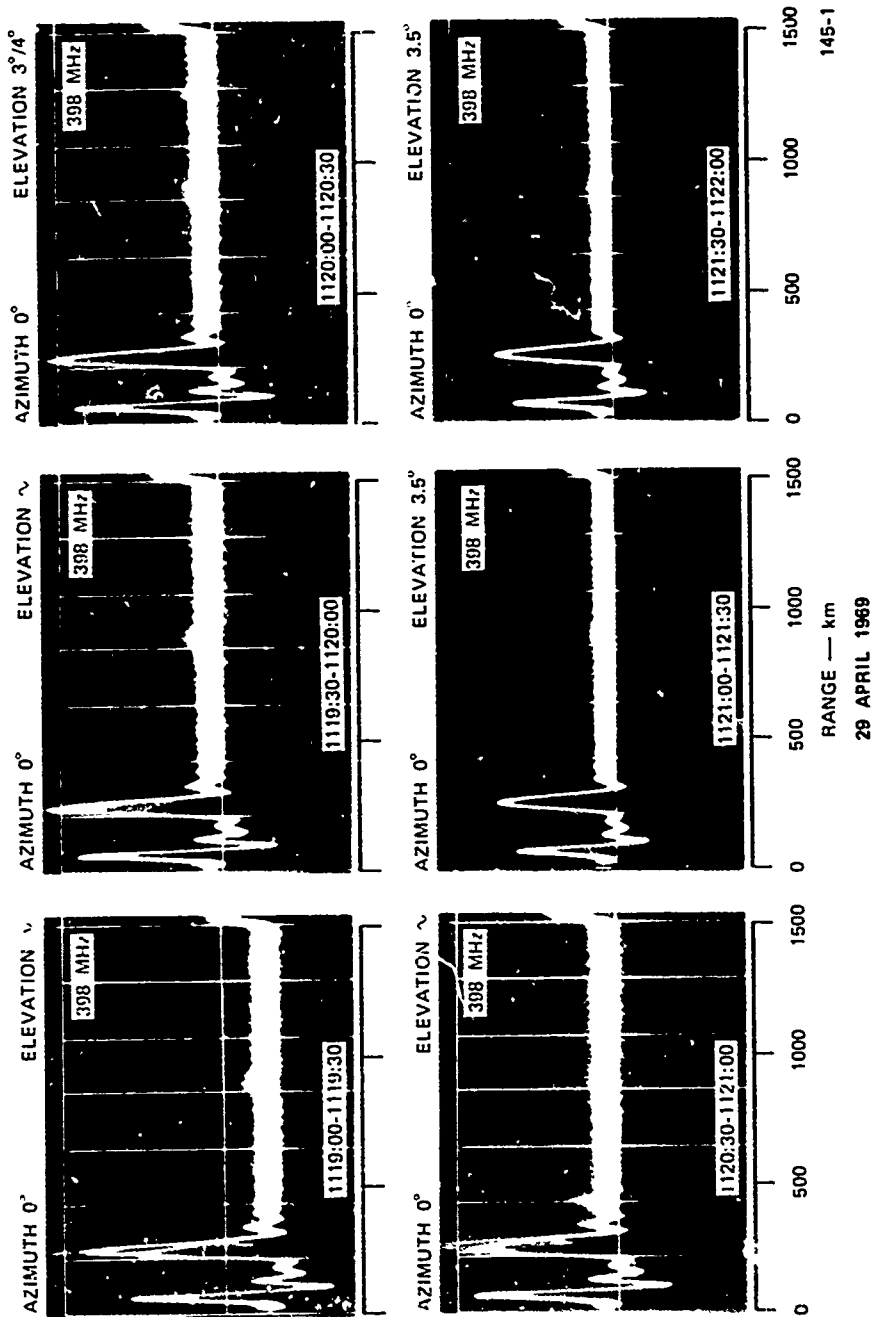 AZIMUTH 0° ELEVATION ~
398 MHz
1119:00-1119:30
AZIMUTH 0° ELEVATION ~
398 MHz
1119:30-1120:00
AZIMUTH 0° ELEVATION 3°/4°
398 MHz
1120:00-1120:30
AZIMUTH 0° ELEVATION ~
398 MHz
1120:30-1121:00
0 500 1000 1500
AZIMUTH 0° ELEVATION 3.5°
398 MHz
1121:00-1121:30
0 500 1000 1500
AZIMUTH 0° ELEVATION 3.5°
398 MHz
1121:30-1122:00
0 500 1000 1500
RANGE — km
29 APRIL 1969
145-1